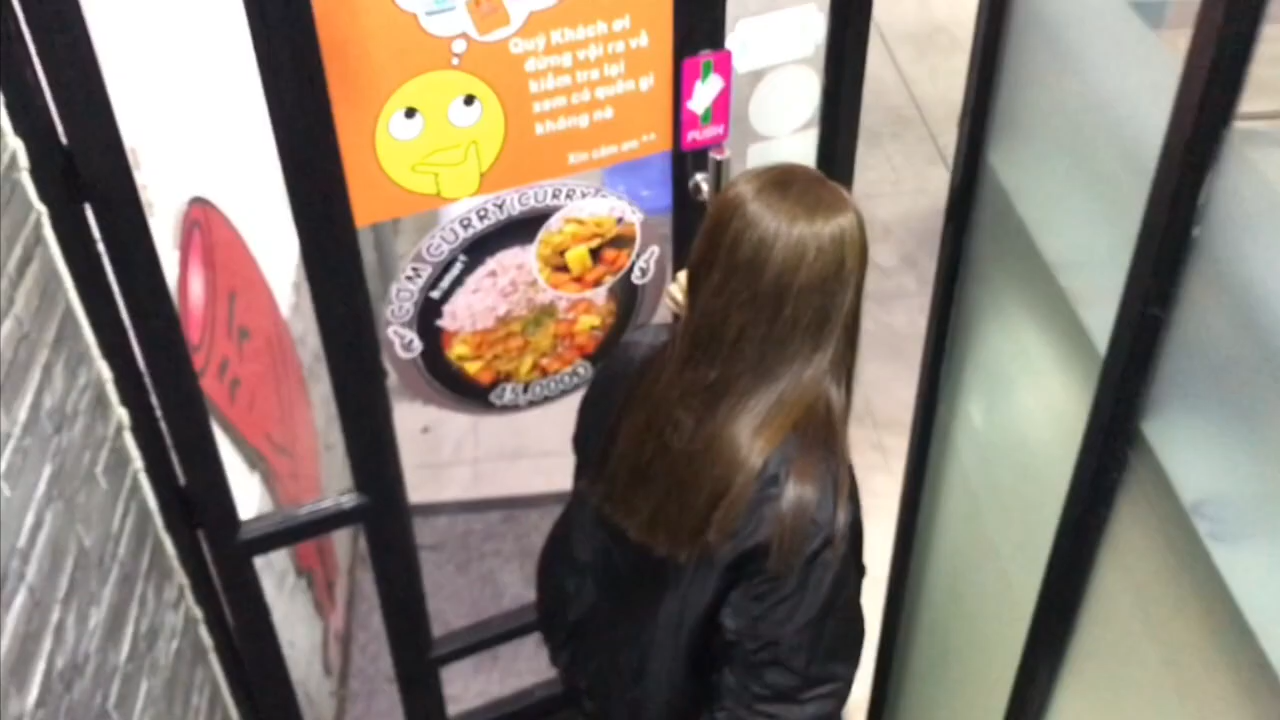 Quý Khách ơi
đừng vội ra về
kiểm tra lại
xem có quên gì
không nà
Xin cảm ơn ^^
PUSH
CƠM CURRY (CURRY
45.000Đ